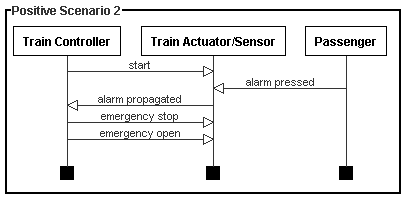 Positive Scenario 2
Train Controller
Train Actuator/Sensor
Passenger
start
alarm pressed
alarm propagated
emergency stop
emergency open